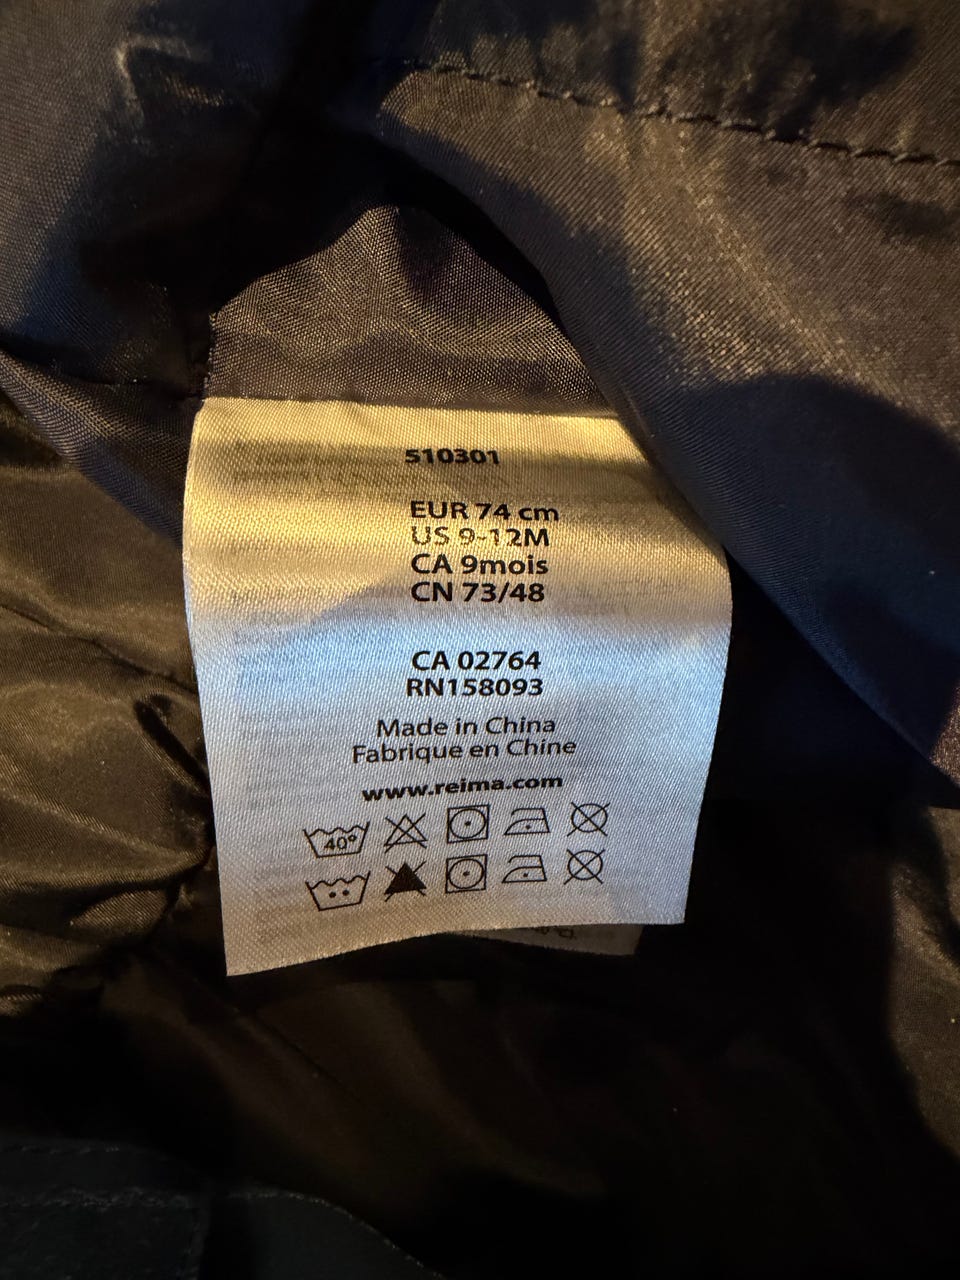 510301
EUR 74 cm
US 9-12M
CA 9mois
CN 73/48
CA 02764
RN158093
Made in China
Fabrique en Chine
www.reima.com
40°